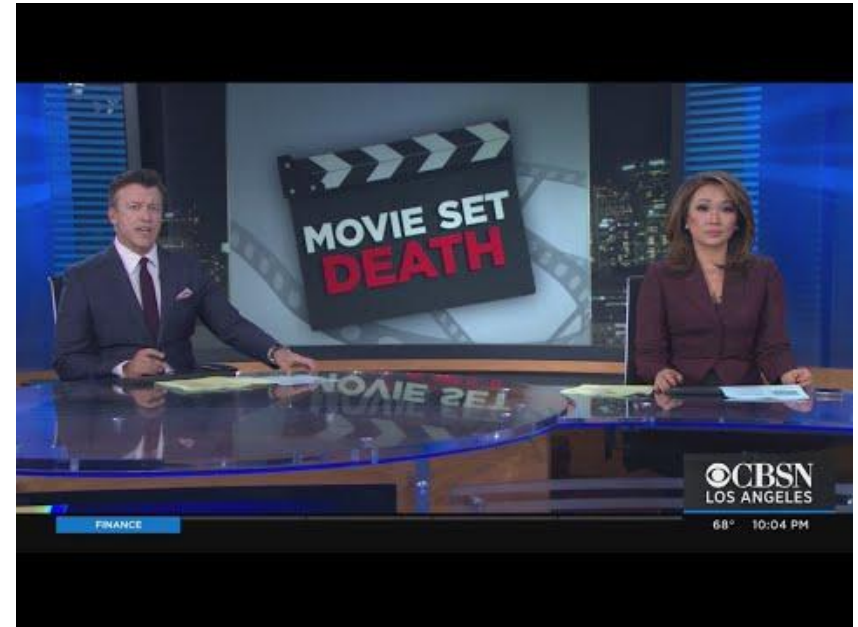 MOVIE SET
DEATH
MOVIE SET
CBSN
LOS ANGELES
FINANCE
68° 10:04 PM